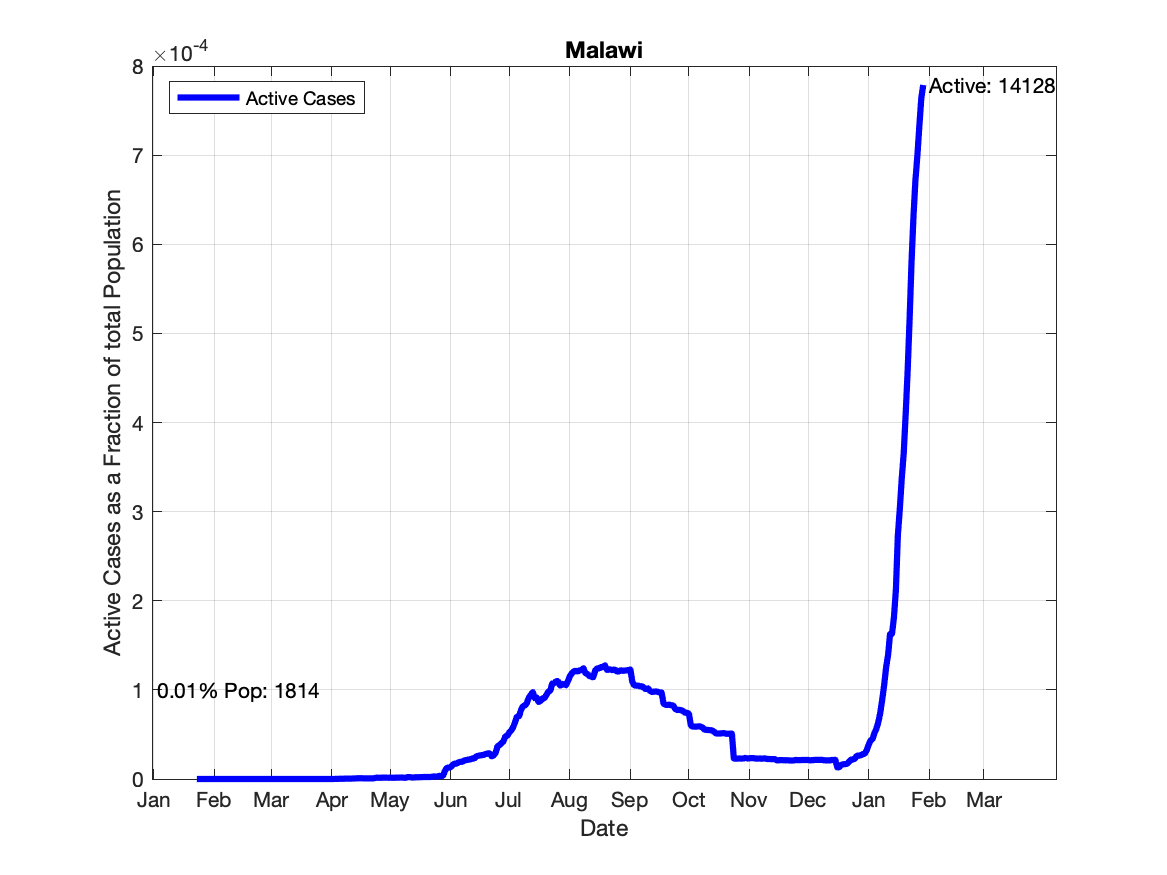 Malawi
×10-4
8
7
6
5
4
3
2
1
0
Active Cases
Active: 14128
0.01% Pop: 1814
Active Cases as a Fraction of total Population
Jan Feb Mar Apr May Jun Jul Aug Sep Oct Nov Dec Jan Feb Mar
Date